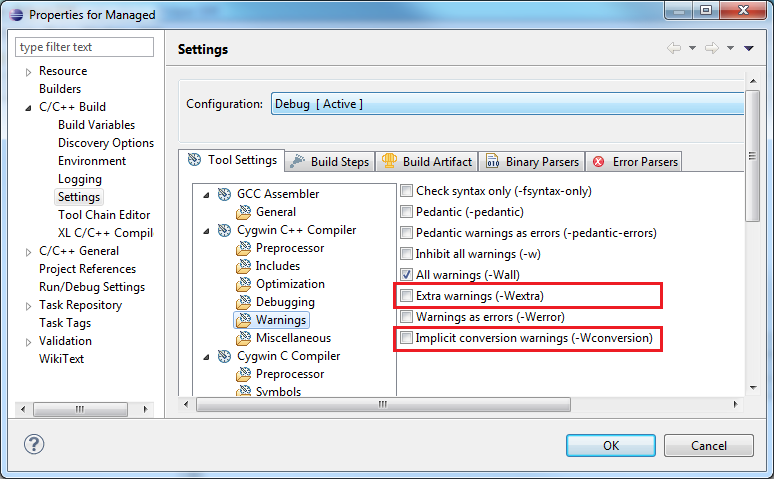 Properties for Managed
type filter text
Resource
Builders
C/C++ Build
Build Variables
Discovery Options
Environment
Logging
Settings
Tool Chain Editor
XL C/C++ Compil
C/C++ General
Project References
Run/Debug Settings
Task Repository
Task Tags
Validation
WikiText
Settings
Configuration: Debug [ Active ]
Tool Settings Build Steps Build Artifact Binary Parsers Error Parsers
GCC Assembler
General
Cygwin C++ Compiler
Preprocessor
Includes
Optimization
Debugging
Warnings
Miscellaneous
Cygwin C Compiler
Preprocessor
Symbols
Check syntax only (-fsyntax-only)
Pedantic (-pedantic)
Pedantic warnings as errors (-pedantic-errors)
Inhibit all warnings (-w)
All warnings (-Wall)
Extra warnings (-Wextra)
Warnings as errors (-Werror)
Implicit conversion warnings (-Wconversion)
? OK Cancel